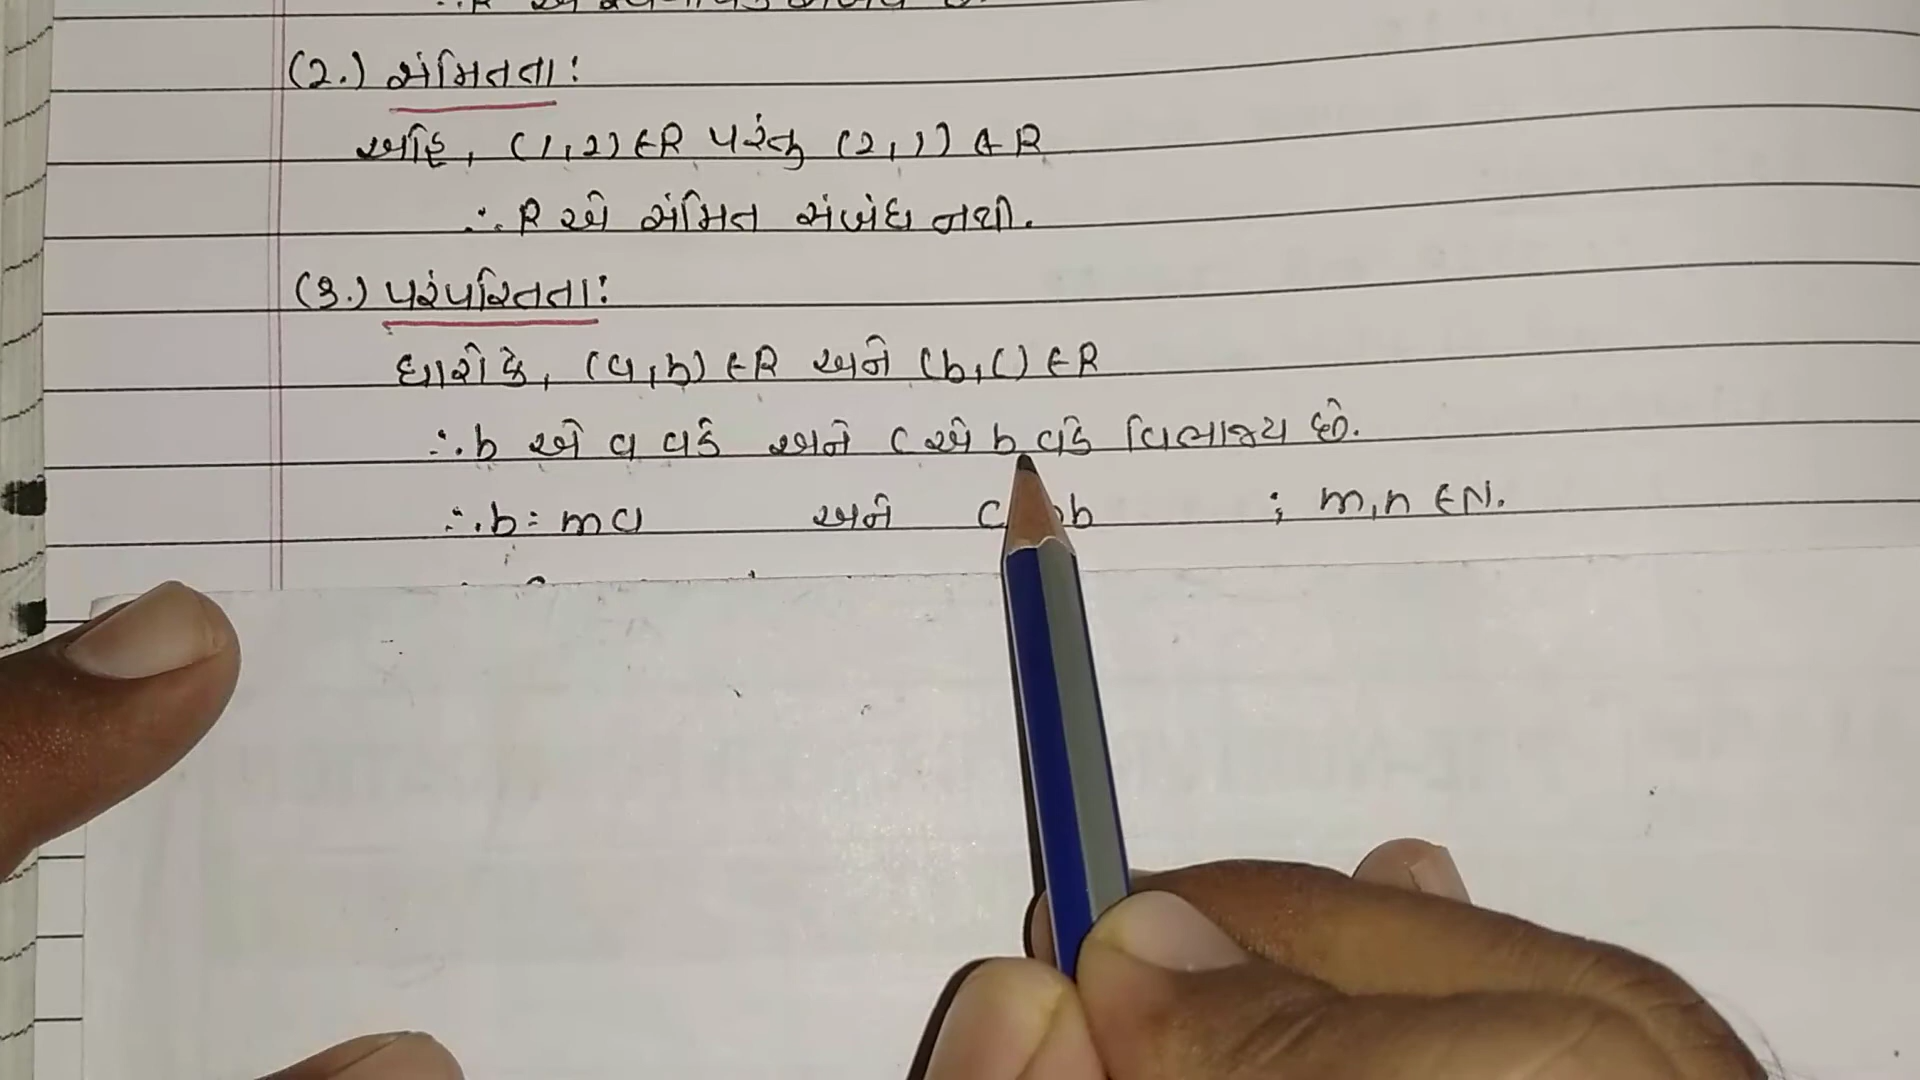 (2.) સંમિતતા:
અહિ, (1,2) ∈ R પરંતુ (2,1) ∉ R
∴ R એ સંમિત સંબંધ નથી.
(3.) પરંપરિતતા:
ધારો કે, (a,b) ∈ R અને (b,c) ∈ R
∴ b એ a વડે અને c એ b વડે વિભાજ્ય છે.
∴ b = ma અને c b ; m,n ∈ N.